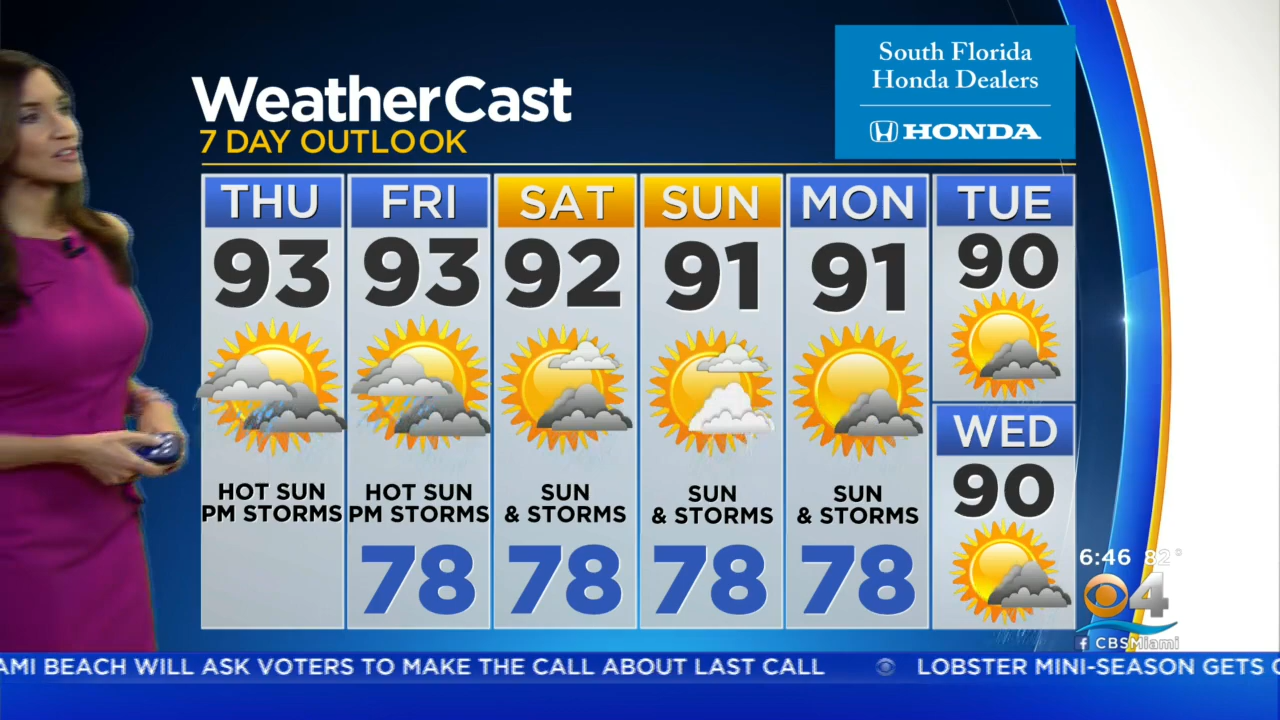 South Florida
Honda Dealers
HONDA
WeatherCast
7 DAY OUTLOOK
THU
93
HOT SUN
PM STORMS
FRI
93
HOT SUN
PM STORMS
78
SAT
92
SUN
& STORMS
78
SUN
91
SUN
& STORMS
78
MON
91
SUN
& STORMS
78
TUE
90
WED
90
6:46 82°
4
f CBSMiami
AMI BEACH WILL ASK VOTERS TO MAKE THE CALL ABOUT LAST CALL LOBSTER MINI-SEASON GETS